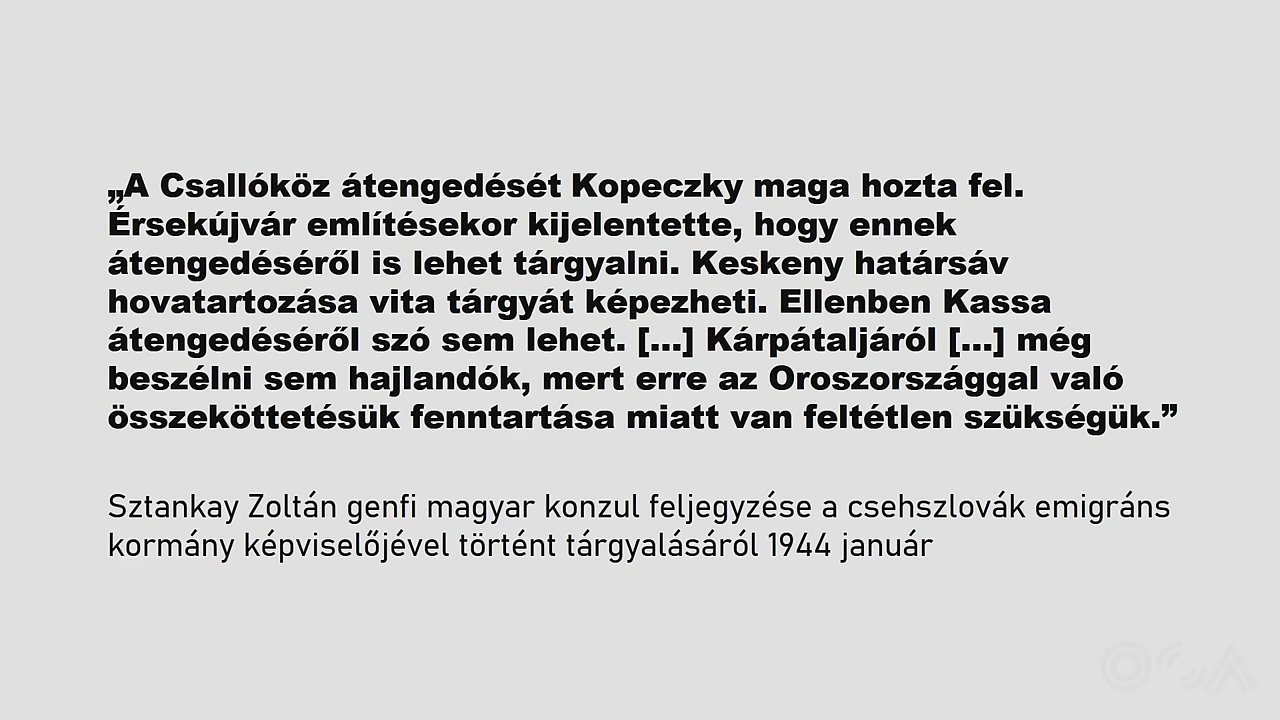 „A Csallóköz átengedését Kopeczky maga hozta fel.
Érsekújvár említésekor kijelentette, hogy ennek
átengedéséről is lehet tárgyalni. Keskeny határsáv
hovatartozása vita tárgyát képezheti. Ellenben Kassa
átengedéséről szó sem lehet. [...] Kárpátaljáról [...] még
beszélni sem hajlandók, mert erre az Oroszországgal való
összeköttetésük fenntartása miatt van feltétlen szükségük.”
Sztankay Zoltán genfi magyar konzul feljegyzése a csehszlovák emigráns
kormány képviselőjével történt tárgyalásáról 1944 január